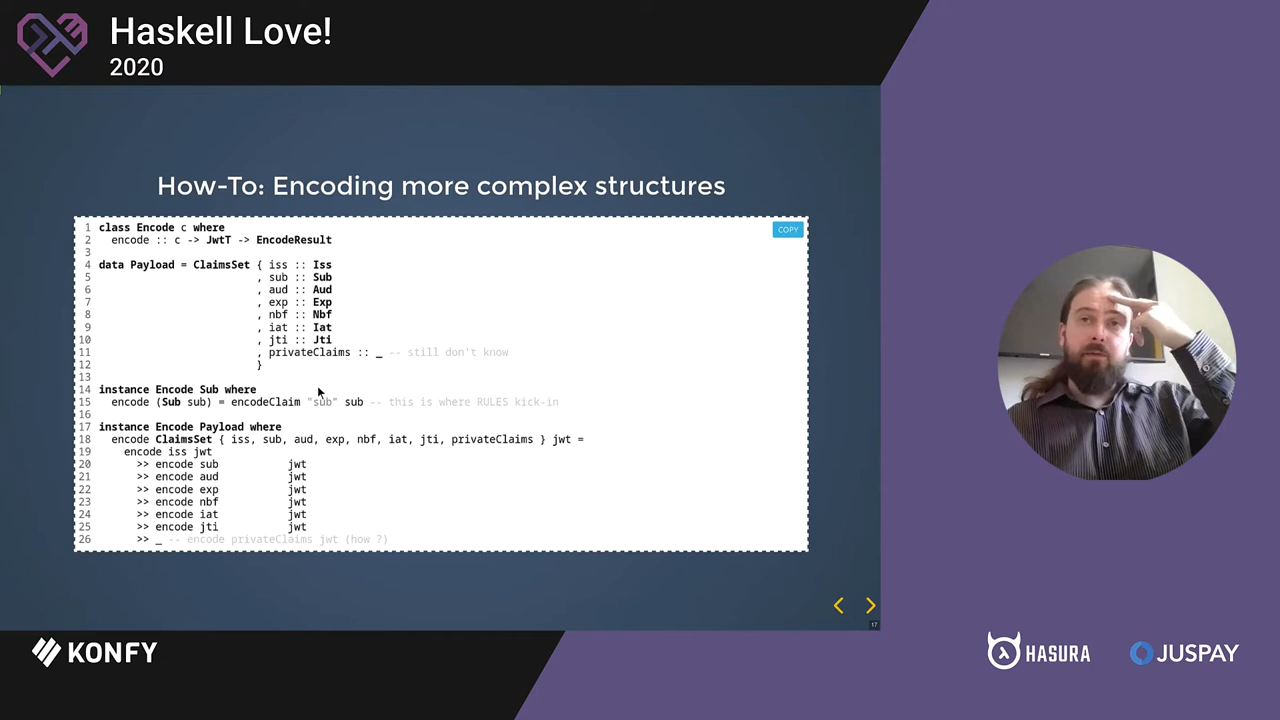 Haskell Love!
2020
How-To: Encoding more complex structures
COPY
1 class Encode c where
2   encode :: c -> JwtT -> EncodeResult
3
4 data Payload = ClaimsSet { iss :: Iss
5                          , sub :: Sub
6                          , aud :: Aud
7                          , exp :: Exp
8                          , nbf :: Nbf
9                          , iat :: Iat
10                          , jti :: Jti
11                          , privateClaims :: _ -- still don't know
12                          }
13
14 instance Encode Sub where
15   encode (Sub sub) = encodeClaim "sub" sub -- this is where RULES kick-in
16
17 instance Encode Payload where
18   encode ClaimsSet { iss, sub, aud, exp, nbf, iat, jti, privateClaims } jwt =
19     encode iss jwt
20       >> encode sub           jwt
21       >> encode aud           jwt
22       >> encode exp           jwt
23       >> encode nbf           jwt
24       >> encode iat           jwt
25       >> encode jti           jwt
26       >> _ -- encode privateClaims jwt (how ?)
17
KONFY
HASURA
JUSPAY